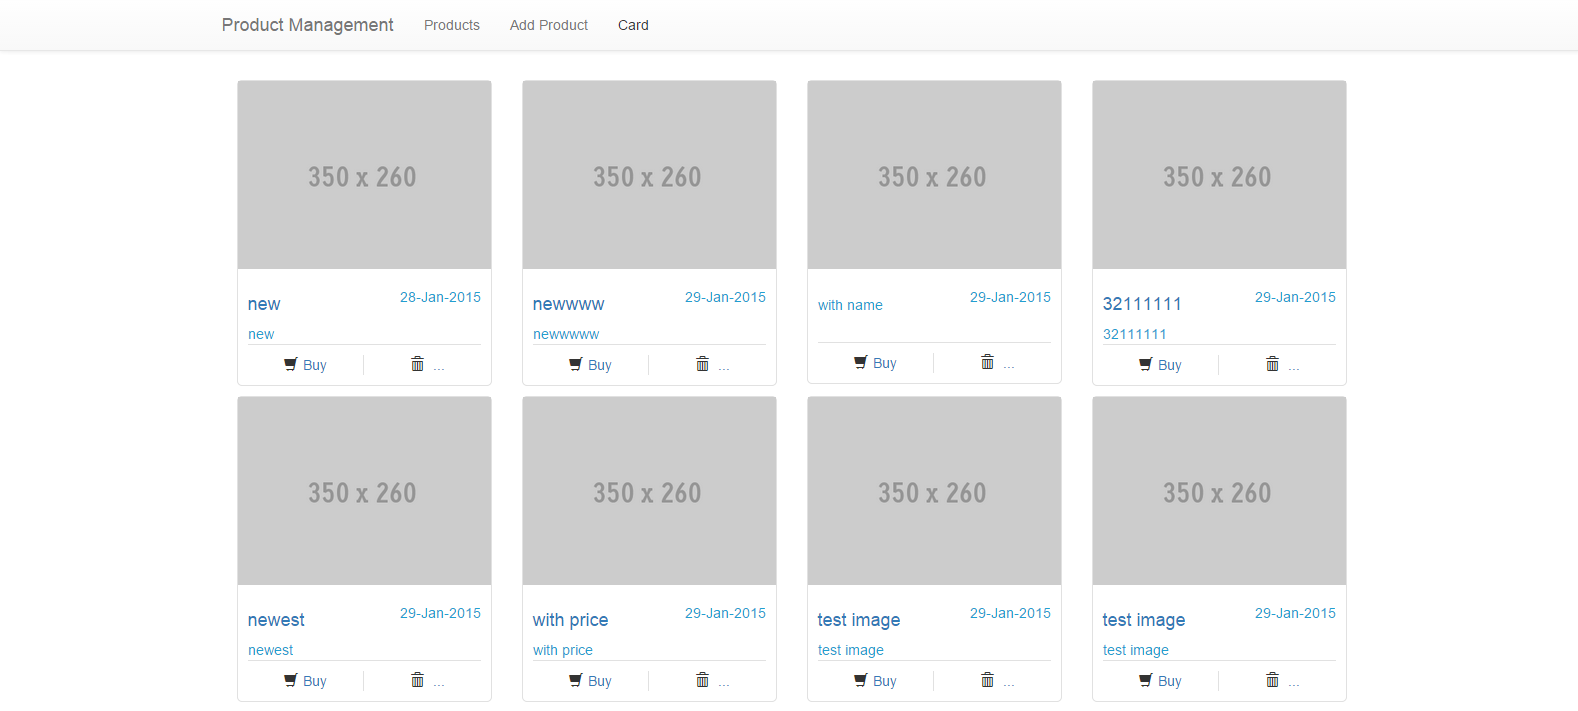 Product Management Products Add Product Card
350 x 260
350 x 260
350 x 260
350 x 260
new 28-Jan-2015
new
Buy ...
newwww 29-Jan-2015
newwwww
Buy ...
29-Jan-2015
with name
Buy ...
32111111 29-Jan-2015
32111111
Buy ...
350 x 260
350 x 260
350 x 260
350 x 260
newest 29-Jan-2015
newest
Buy ...
with price 29-Jan-2015
with price
Buy ...
test image 29-Jan-2015
test image
Buy ...
test image 29-Jan-2015
test image
Buy ...